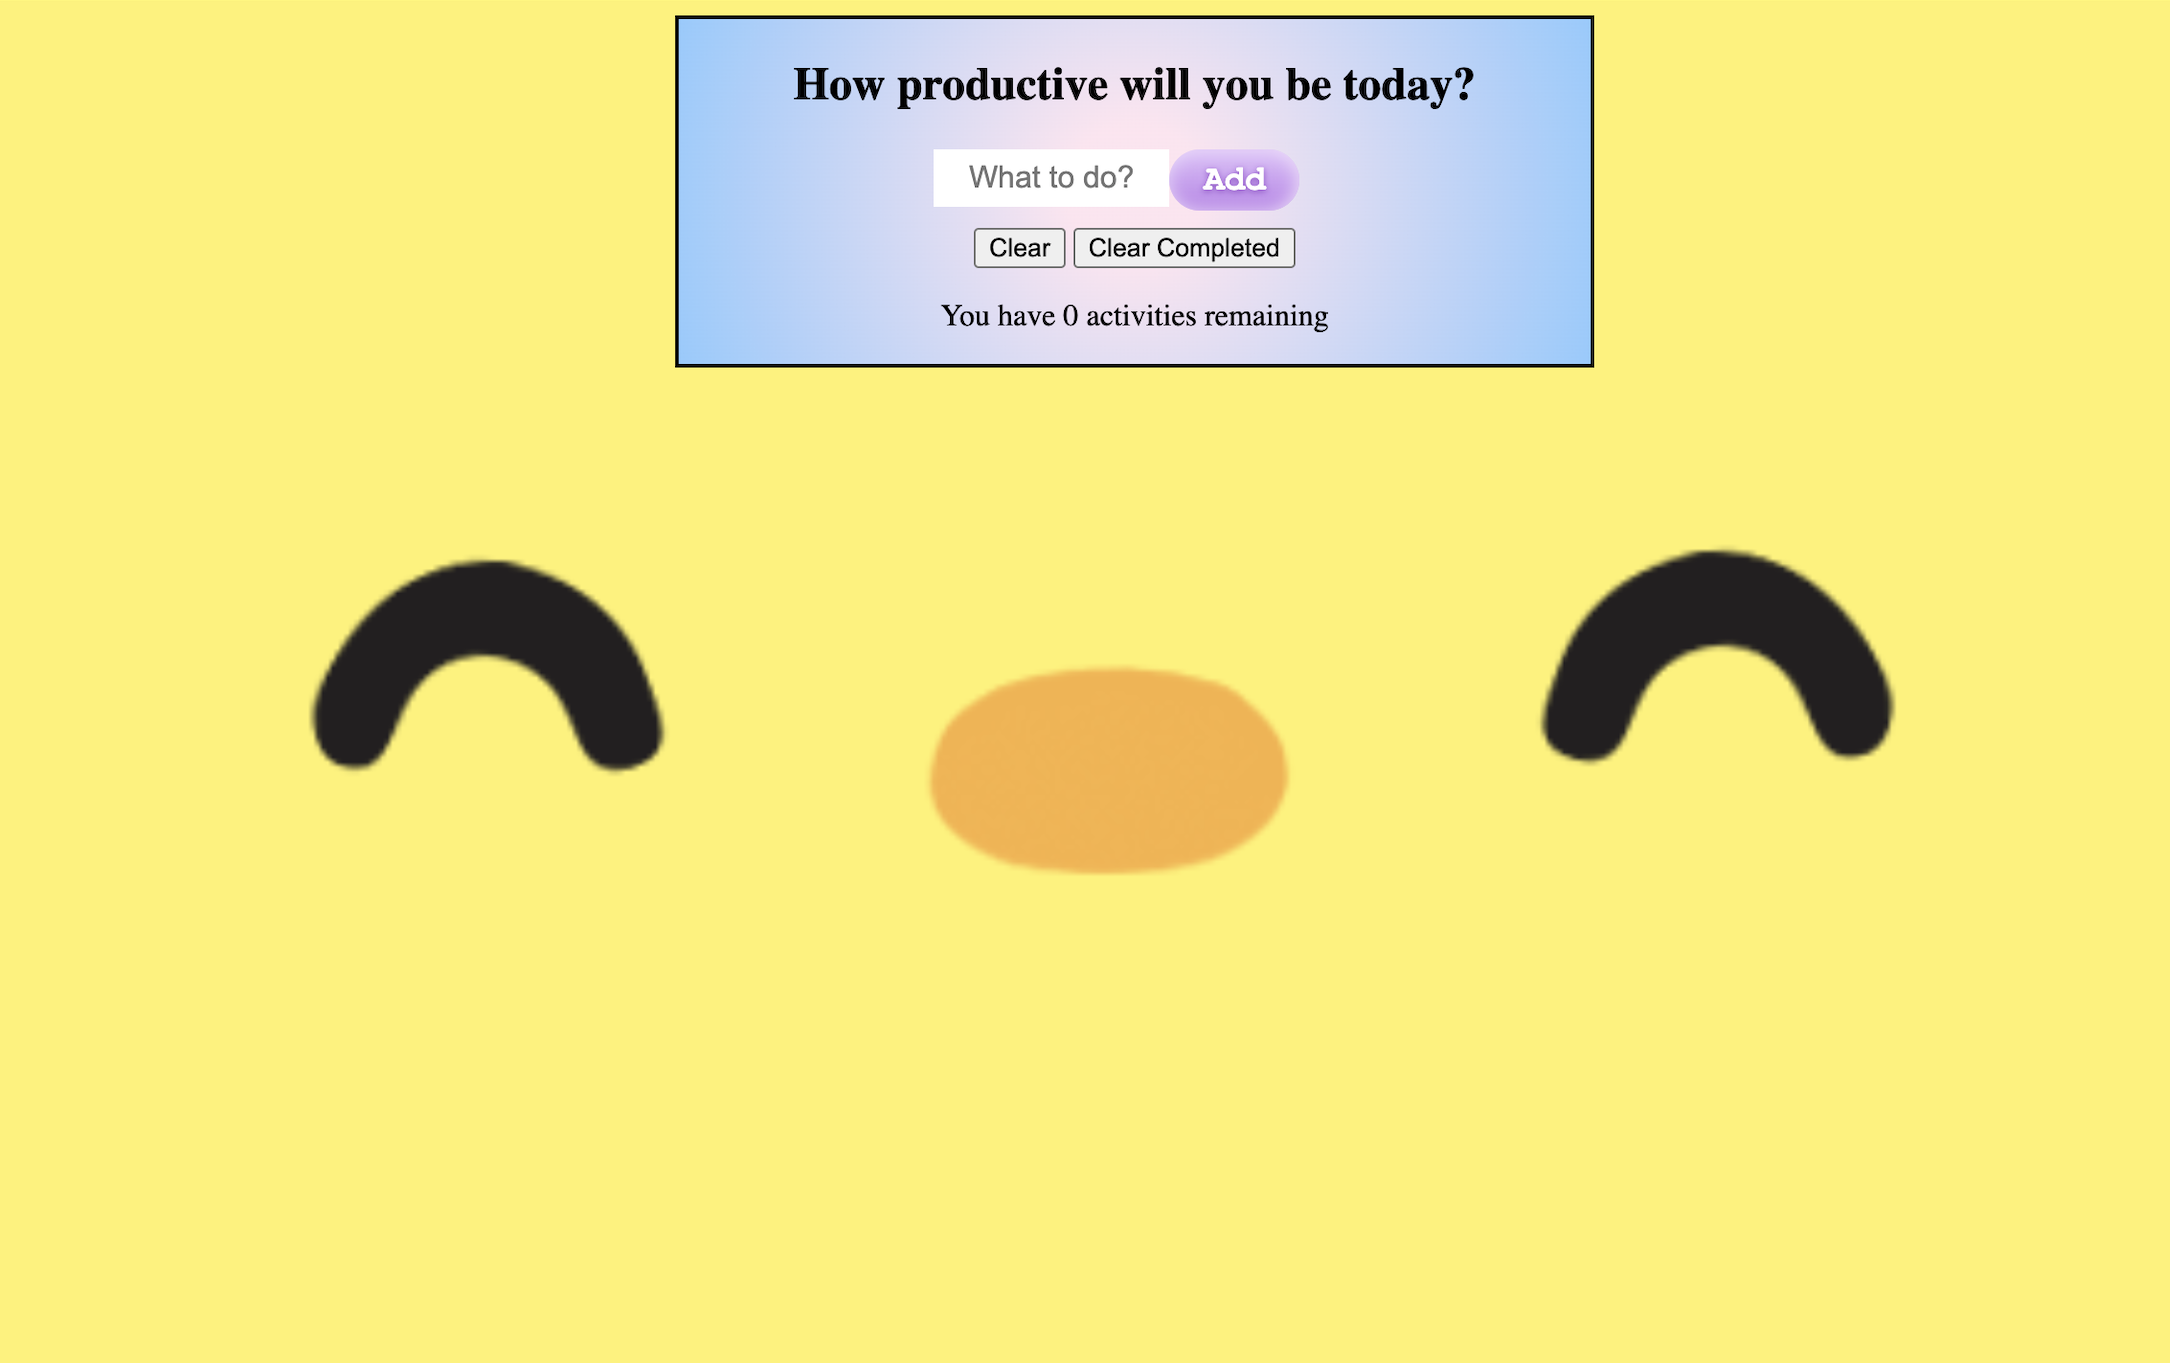 How productive will you be today?
What to do? Add
Clear Clear Completed
You have 0 activities remaining